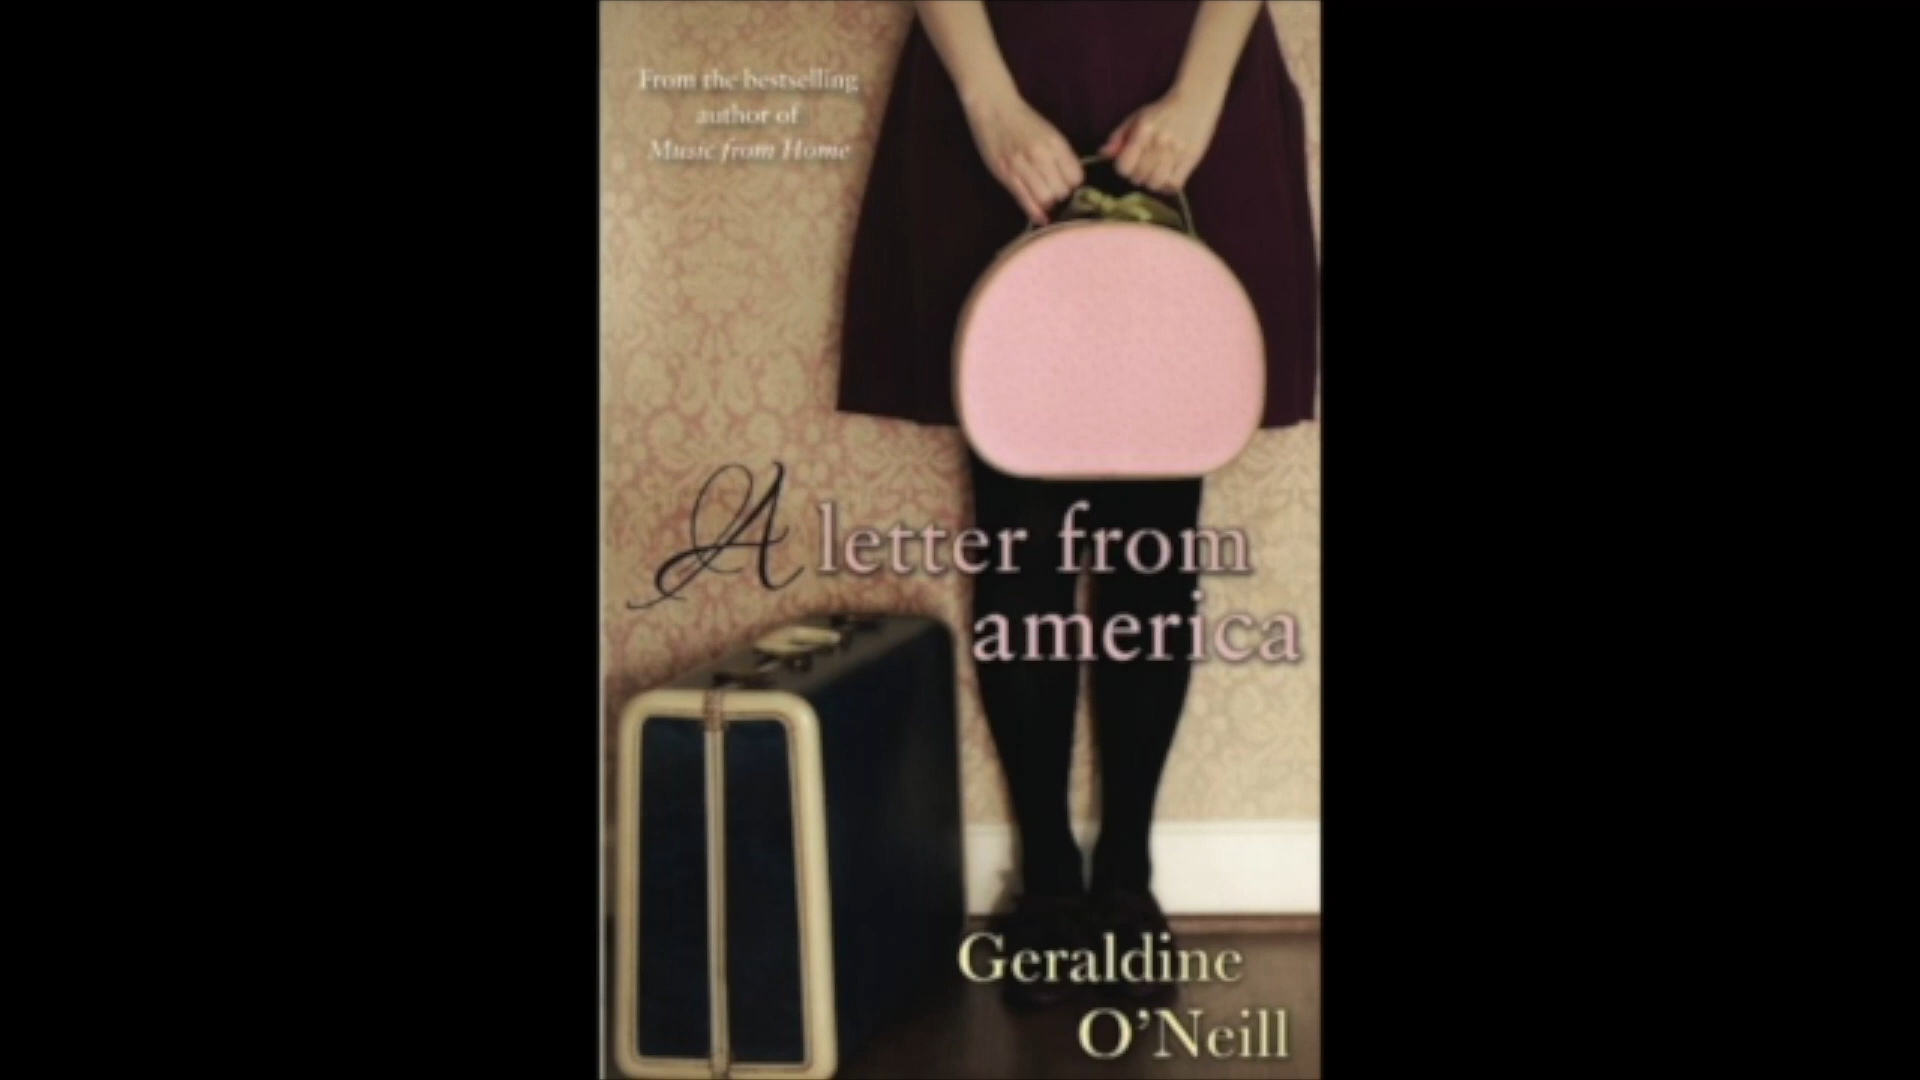 From the bestselling
author of
Music from Home
A letter from
america
Geraldine
O'Neill